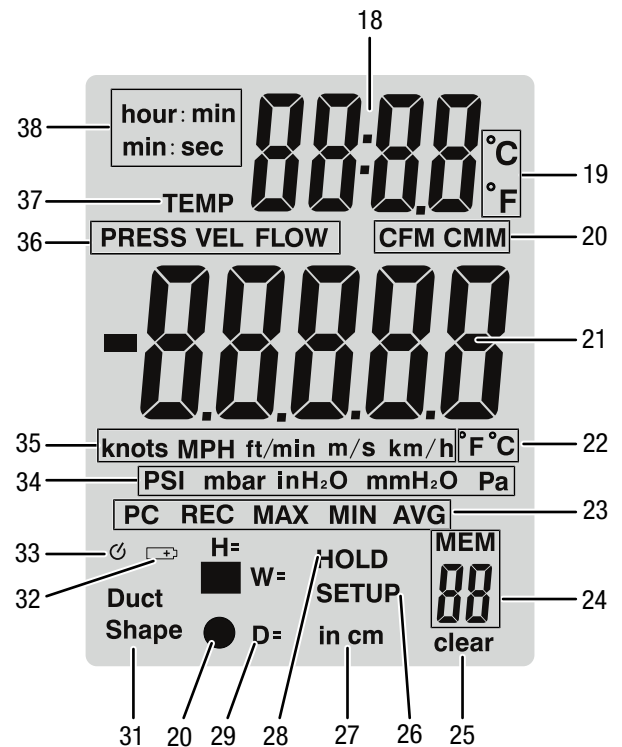 18
38
hour: min
88:8.8
°C
min: sec
°F
19
37
TEMP
36
PRESS VEL FLOW
CFM CMM
20
-8.8.8.8.8
21
35
knots MPH ft/min m/s km/h
°F °C
22
34
PSI mbar inH₂O mmH₂O Pa
PC REC MAX MIN AVG
23
33
H=
HOLD
MEM
32
W=
SETUP
88
24
Duct
Shape
D=
in cm
clear
31
20
29
28
27
26
25